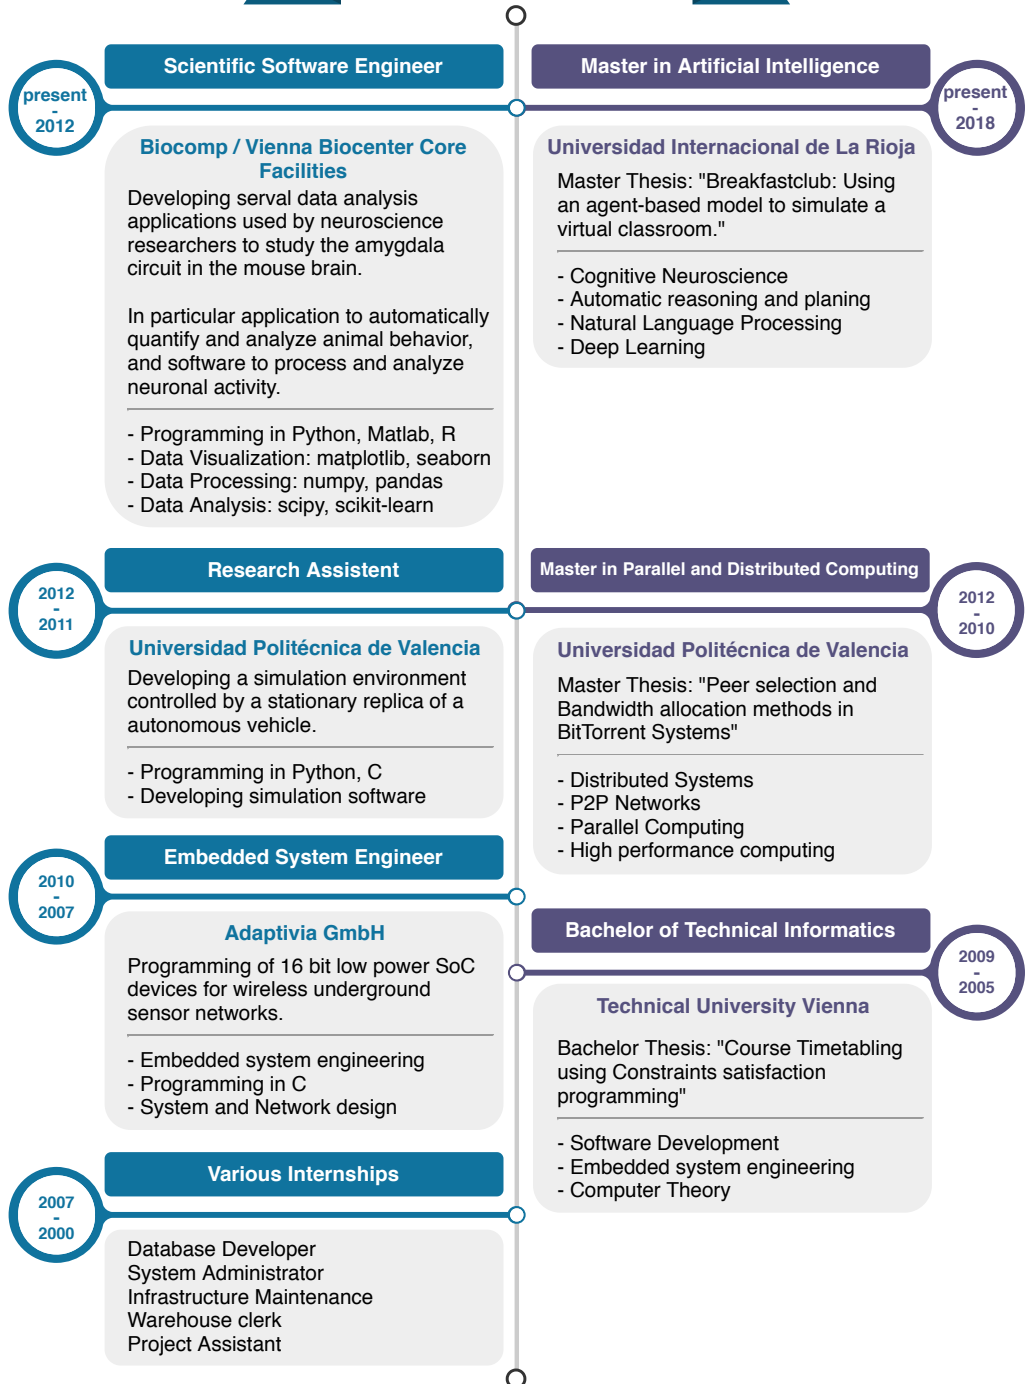 Scientific Software Engineer
present
-
2012
Biocomp / Vienna Biocenter Core
Facilities
Developing serval data analysis
applications used by neuroscience
researchers to study the amygdala
circuit in the mouse brain.
In particular application to automatically
quantify and analyze animal behavior,
and software to process and analyze
neuronal activity.
- Programming in Python, Matlab, R
- Data Visualization: matplotlib, seaborn
- Data Processing: numpy, pandas
- Data Analysis: scipy, scikit-learn
Research Assistent
2012
-
2011
Universidad Politécnica de Valencia
Developing a simulation environment
controlled by a stationary replica of a
autonomous vehicle.
- Programming in Python, C
- Developing simulation software
Embedded System Engineer
2010
-
2007
Adaptivia GmbH
Programming of 16 bit low power SoC
devices for wireless underground
sensor networks.
- Embedded system engineering
- Programming in C
- System and Network design
Various Internships
2007
-
2000
Database Developer
System Administrator
Infrastructure Maintenance
Warehouse clerk
Project Assistant
Master in Artificial Intelligence
present
-
2018
Universidad Internacional de La Rioja
Master Thesis: "Breakfastclub: Using
an agent-based model to simulate a
virtual classroom."
- Cognitive Neuroscience
- Automatic reasoning and planing
- Natural Language Processing
- Deep Learning
Master in Parallel and Distributed Computing
2012
-
2010
Universidad Politécnica de Valencia
Master Thesis: "Peer selection and
Bandwidth allocation methods in
BitTorrent Systems"
- Distributed Systems
- P2P Networks
- Parallel Computing
- High performance computing
Bachelor of Technical Informatics
2009
-
2005
Technical University Vienna
Bachelor Thesis: "Course Timetabling
using Constraints satisfaction
programming"
- Software Development
- Embedded system engineering
- Computer Theory